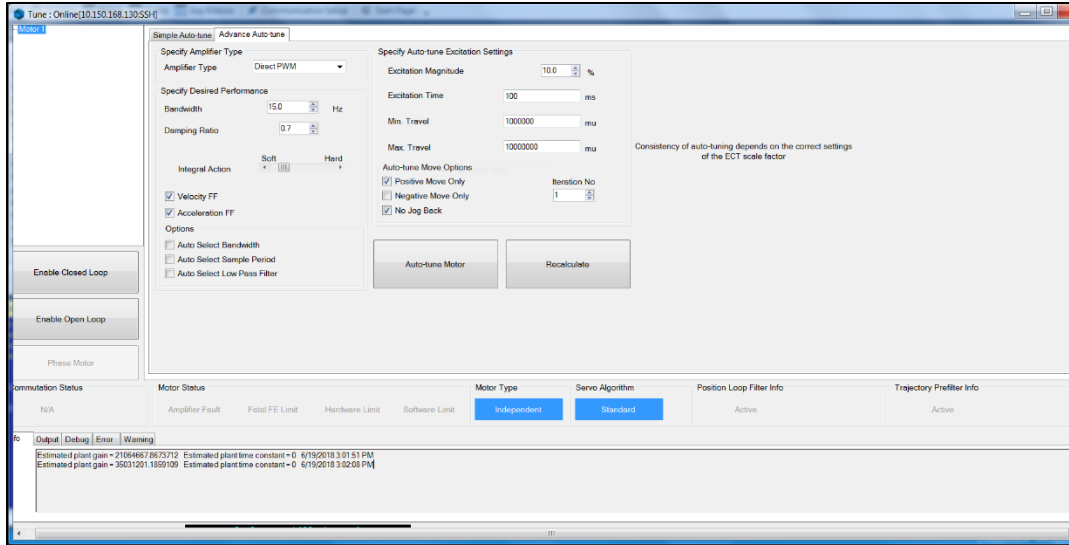 Tune : Online[10.150.168.130:SSH]
Motor 1
Simple Auto-tune Advance Auto-tune
Specify Amplifier Type
Amplifier Type Direct PWM
Specify Desired Performance
Bandwidth 15.0 Hz
Damping Ratio 0.7
Soft Hard
Integral Action
Velocity FF
Acceleration FF
Options
Auto Select Bandwidth
Auto Select Sample Period
Auto Select Low Pass Filter
Specify Auto-tune Excitation Settings
Excitation Magnitude 10.0 %
Excitation Time 100 ms
Min. Travel 1000000 mu
Max. Travel 10000000 mu
Auto-tune Move Options
Positive Move Only
Negative Move Only
No Jog Back
Iteration No
1
Auto-tune Motor
Recalculate
Consistency of auto-tuning depends on the correct settings
of the ECT scale factor
Enable Closed Loop
Enable Open Loop
Phase Motor
ommutation Status
N/A
Motor Status
Amplifier Fault Fatal FE Limit Hardware Limit Software Limit
Motor Type
Independent
Servo Algorithm
Standard
Position Loop Filter Info
Active
Trajectory Prefilter Info
Active
fo Output Debug Error Warning
Estimated plant gain = 21064667.8673712 Estimated plant time constant = 0 6/19/2018 3:01:51 PM
Estimated plant gain = 35031201.1859109 Estimated plant time constant = 0 6/19/2018 3:02:08 PM